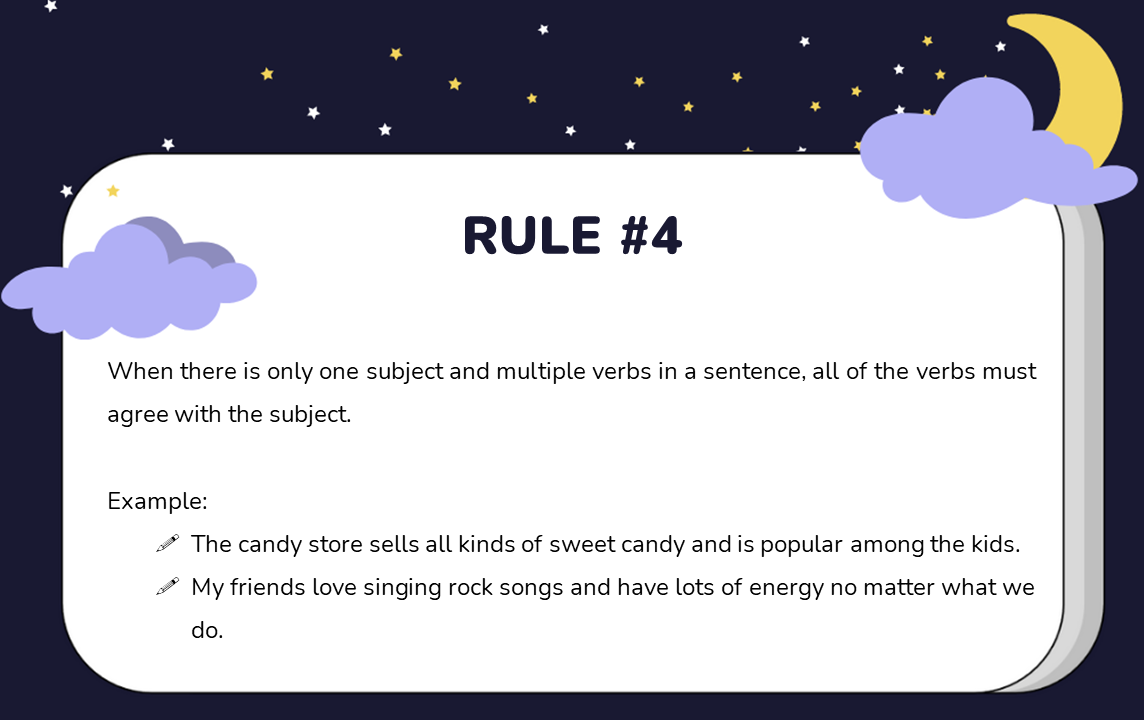 RULE #4
When there is only one subject and multiple verbs in a sentence, all of the verbs must
agree with the subject.
Example:
The candy store sells all kinds of sweet candy and is popular among the kids.
My friends love singing rock songs and have lots of energy no matter what we
do.